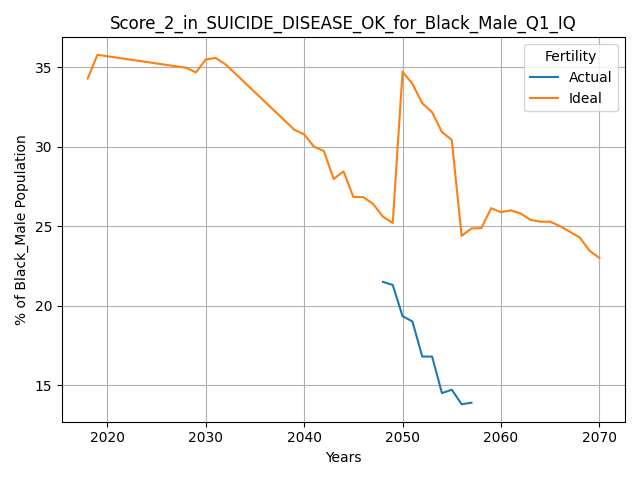 Score_2_in_SUICIDE_DISEASE_OK_for_Black_Male_Q1_IQ
Fertility
Actual
Ideal
% of Black_Male Population
35
30
25
20
15
2020 2030 2040 2050 2060 2070
Years